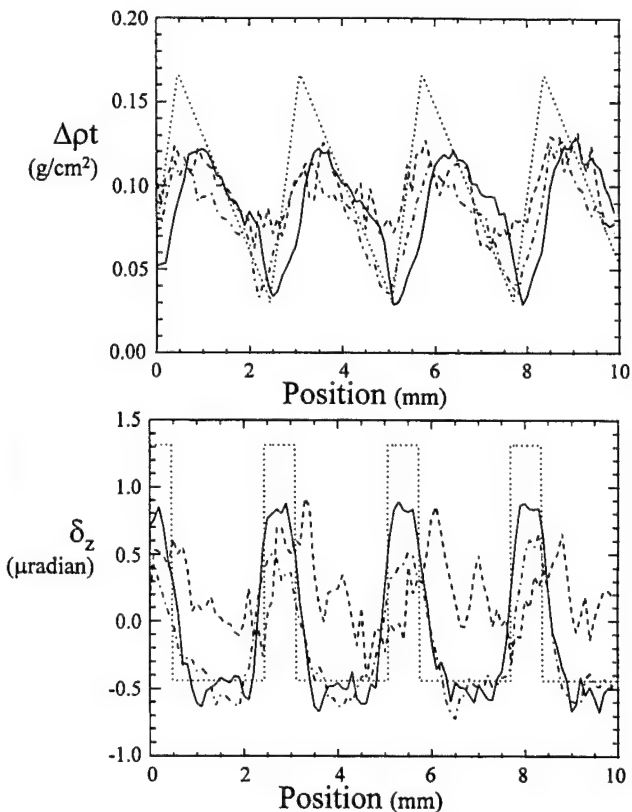 0.20
0.15
Δρt
(g/cm²)
0.10
0.05
0.00
0 2 4 6 8 10
Position (mm)
1.5
1.0
δz
0.5
(μradian)
0.0
-0.5
-1.0
0 2 4 6 8 10
Position (mm)